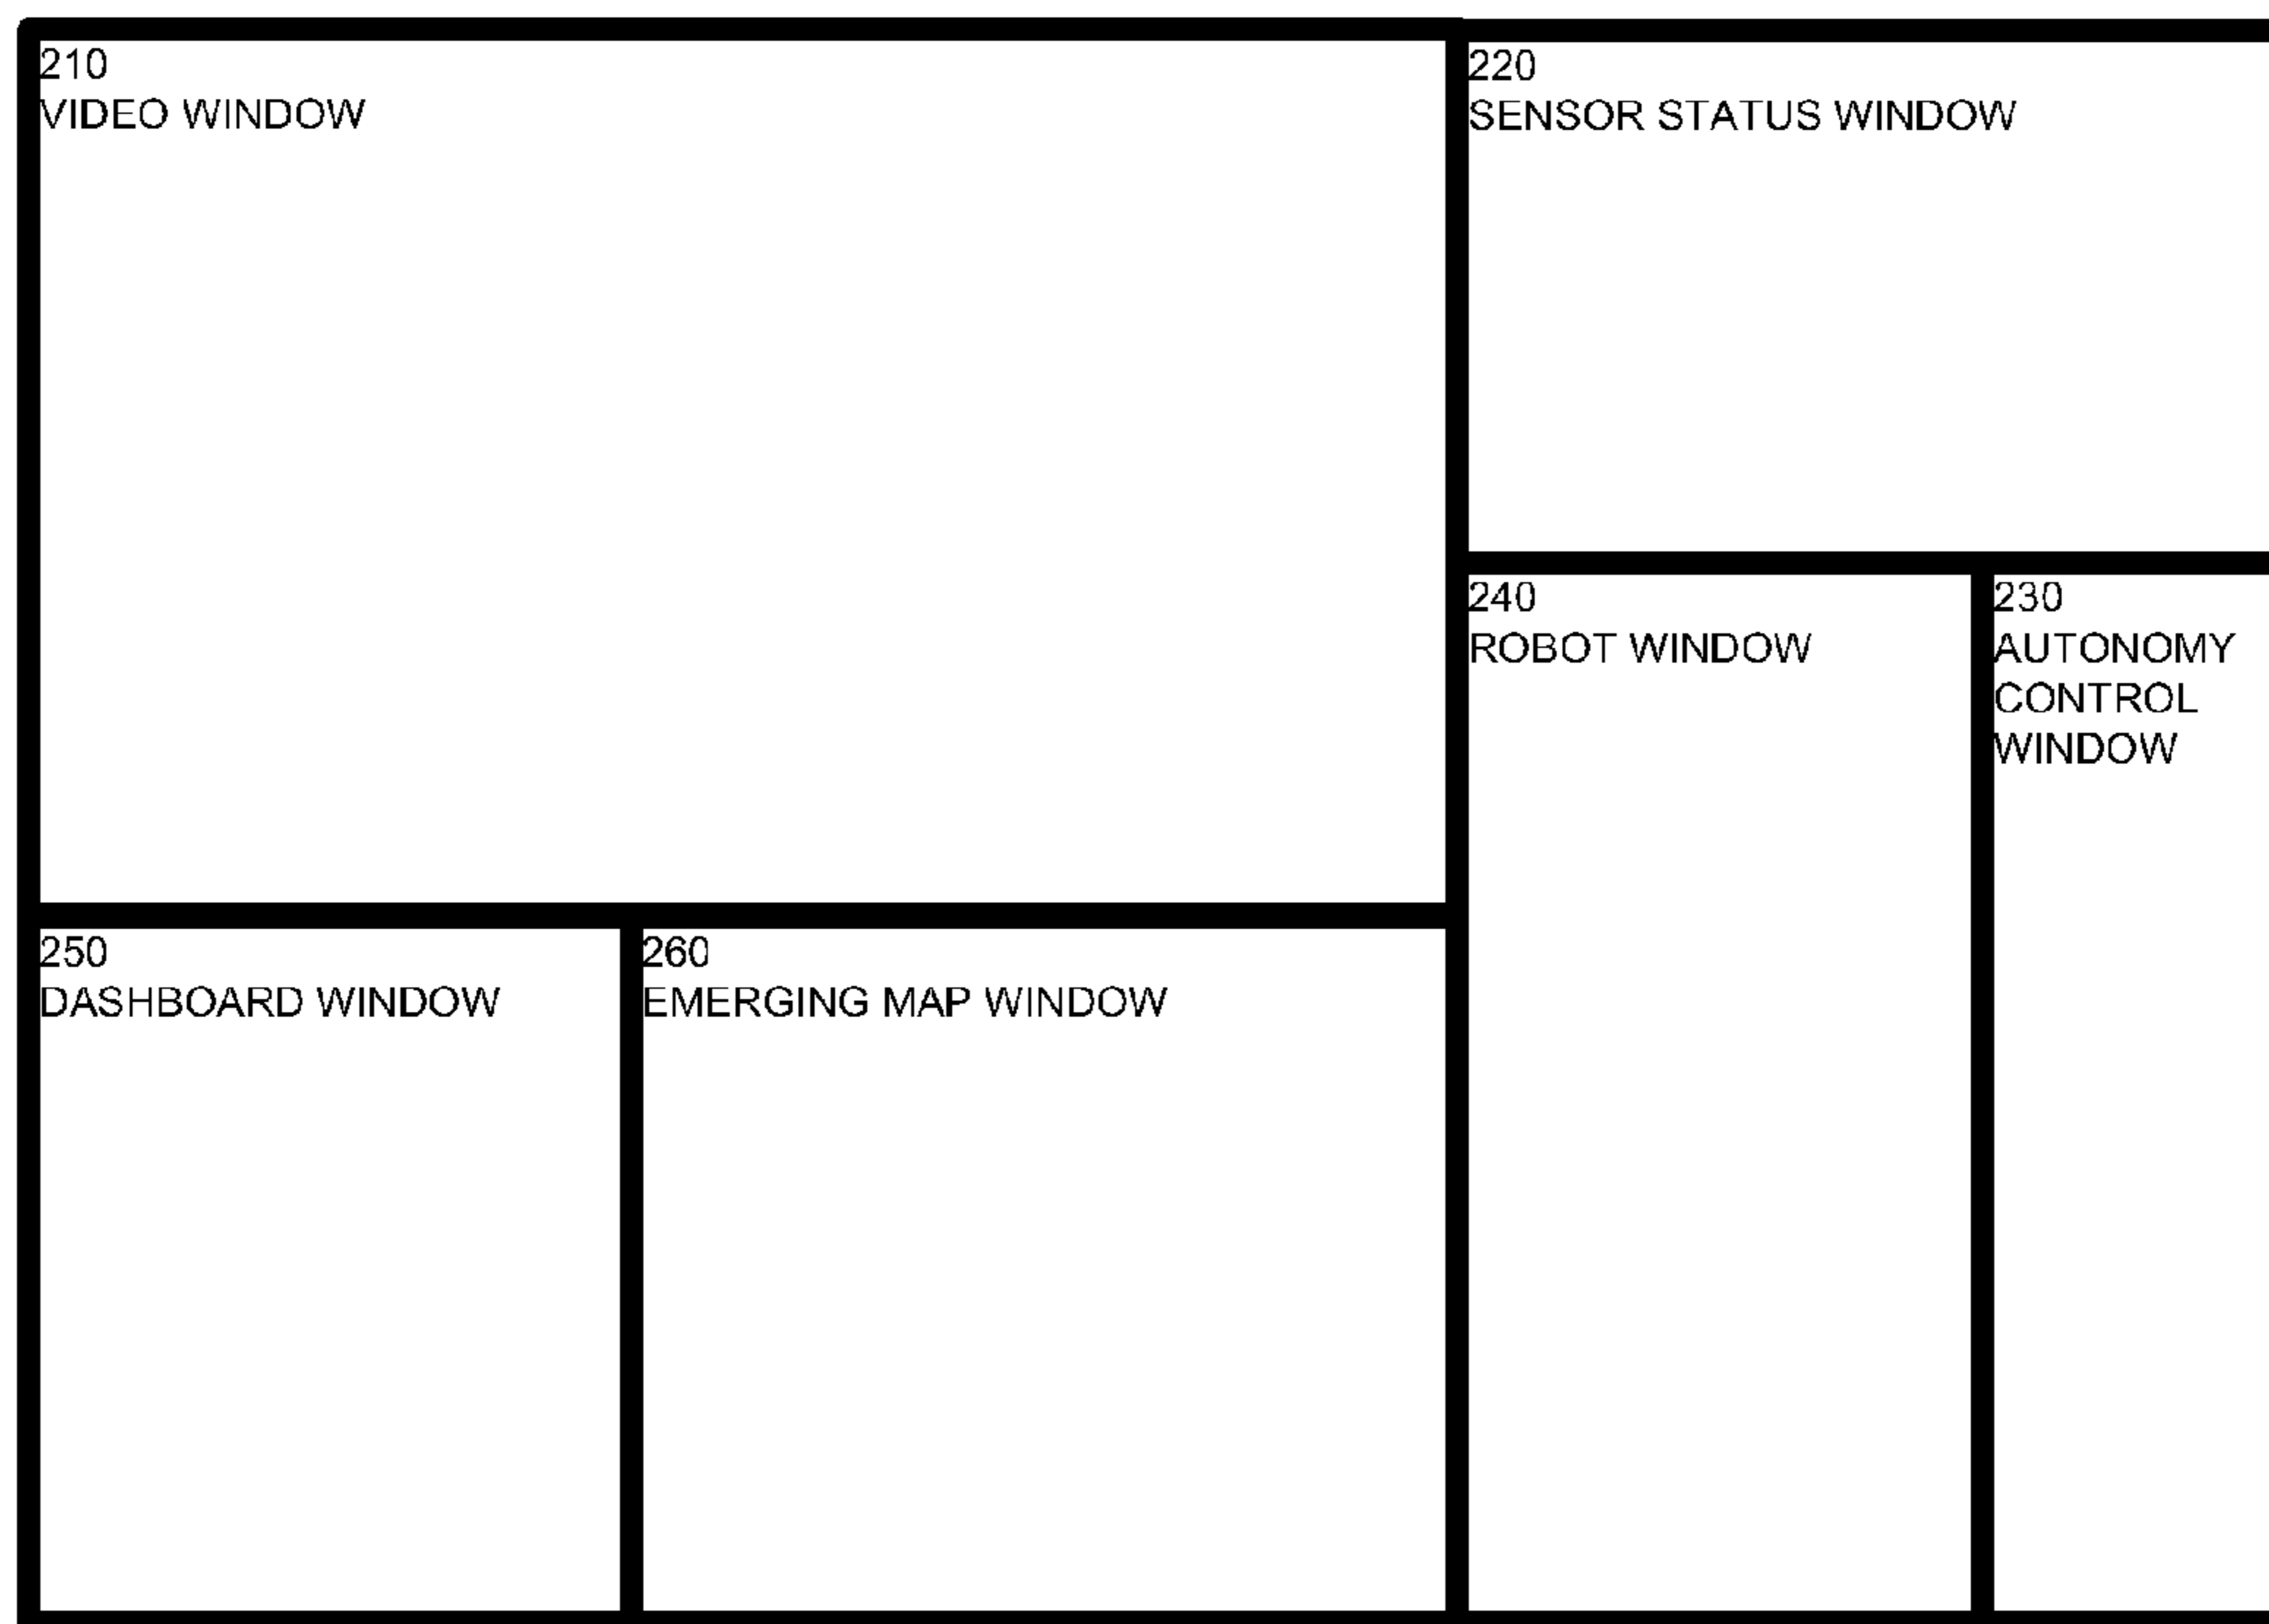 210
VIDEO WINDOW
220
SENSOR STATUS WINDOW
240
ROBOT WINDOW
230
AUTONOMY
CONTROL
WINDOW
250
DASHBOARD WINDOW
260
EMERGING MAP WINDOW